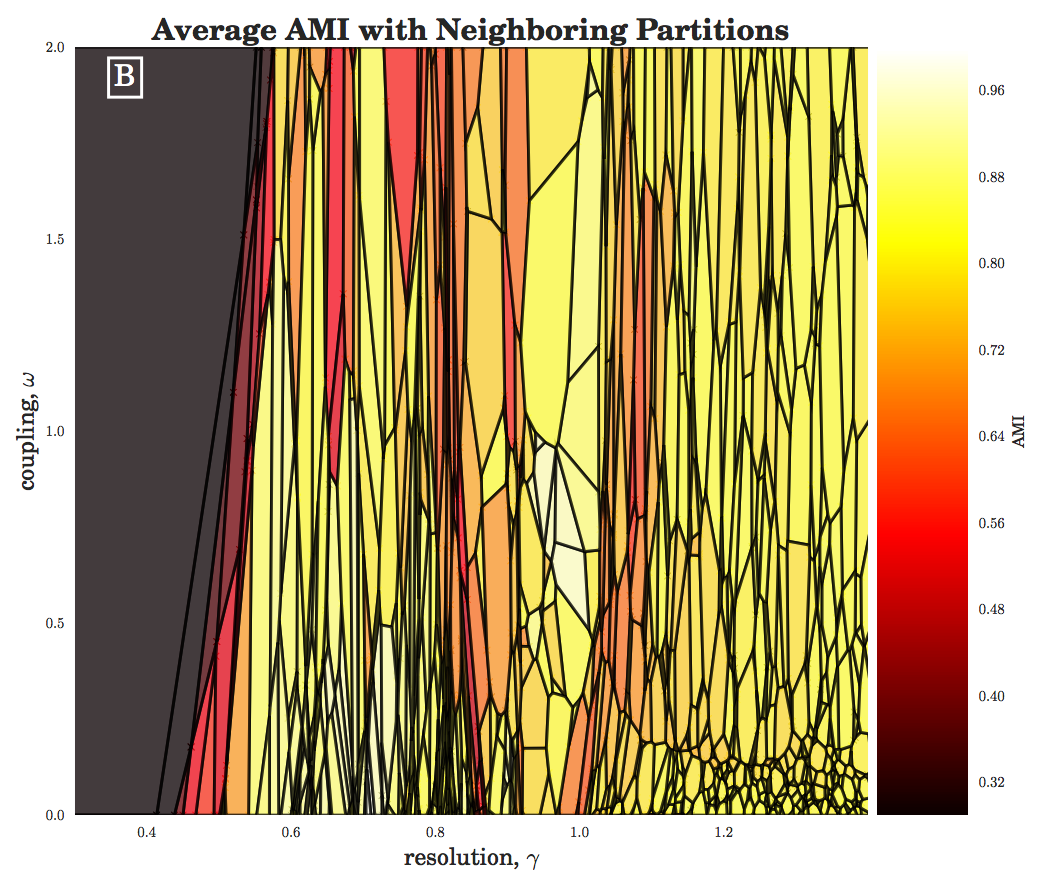 Average AMI with Neighboring Partitions
B
2.0
1.5
1.0
0.5
0.0
coupling, ω
0.4 0.6 0.8 1.0 1.2
resolution, γ
0.96
0.88
0.80
0.72
0.64
0.56
0.48
0.40
0.32
AMI